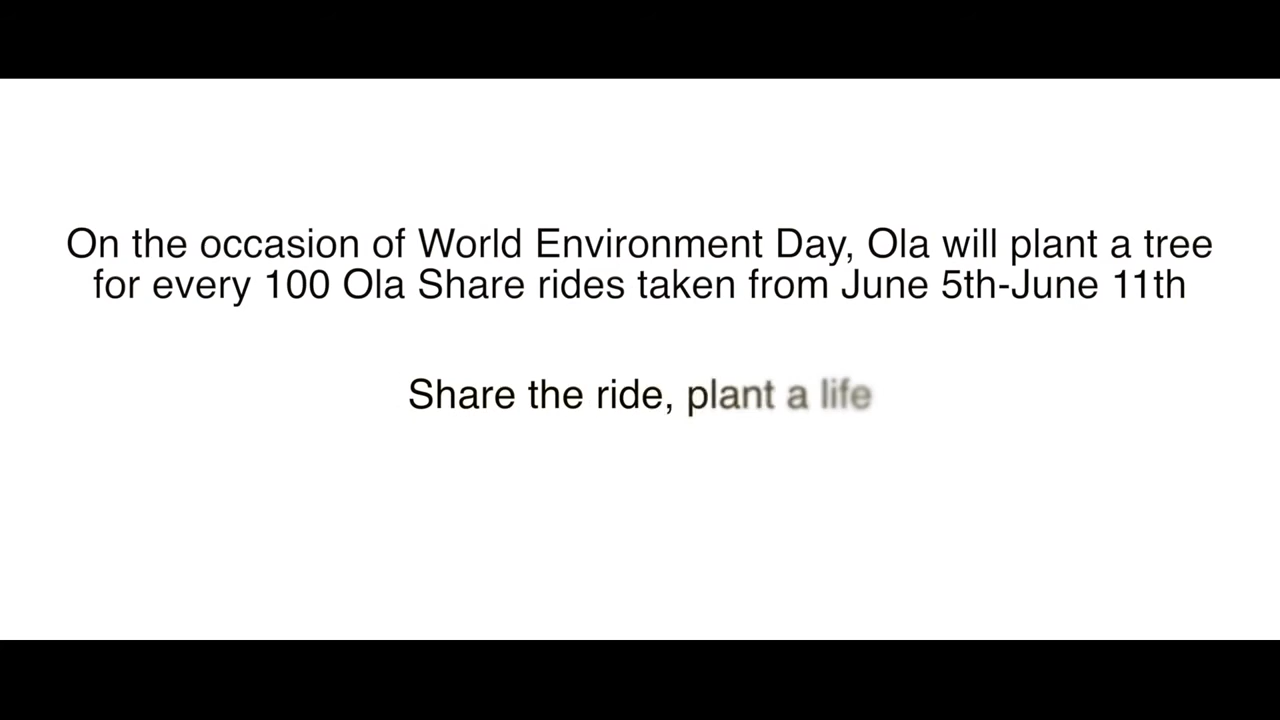 On the occasion of World Environment Day, Ola will plant a tree
for every 100 Ola Share rides taken from June 5th-June 11th
Share the ride, plant a life